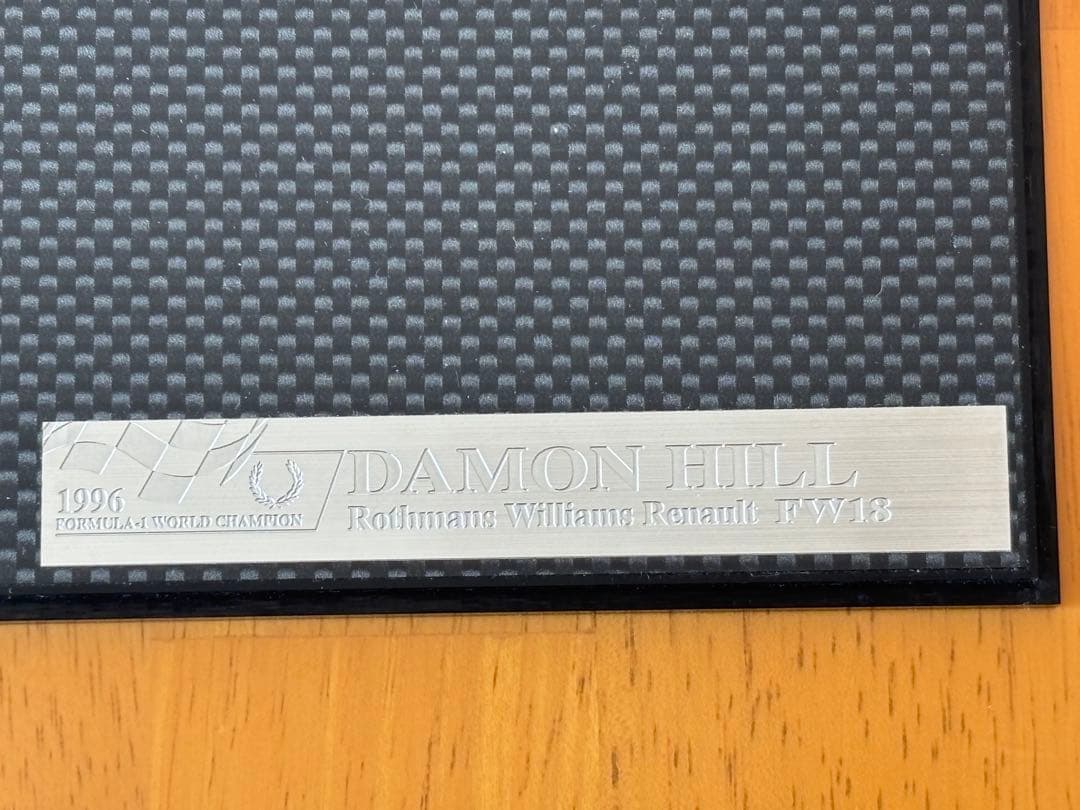 1996
FORMULA-1 WORLD CHAMPION
DAMON HILL
Rothmans Williams Renault FW18